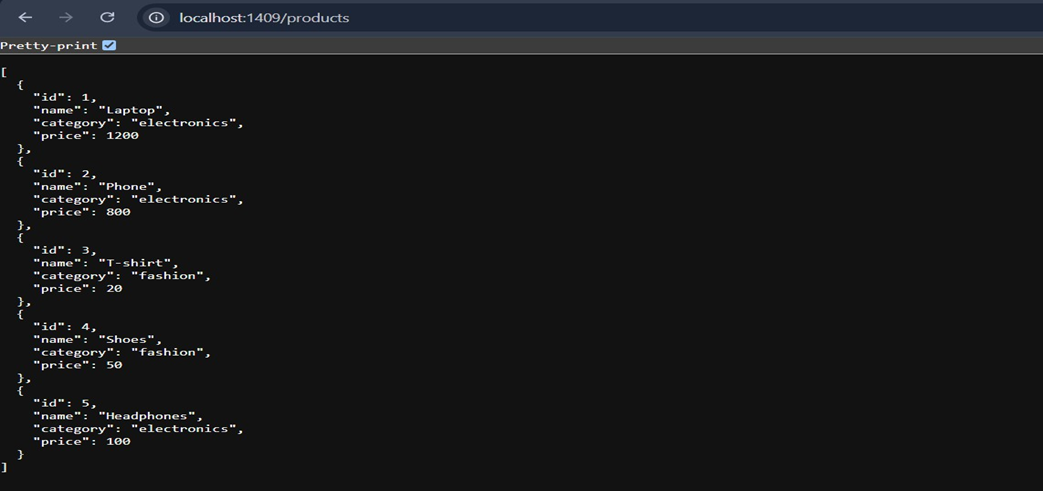 localhost:1409/products
Pretty-print
[
  {
    "id": 1,
    "name": "Laptop",
    "category": "electronics",
    "price": 1200
  },
  {
    "id": 2,
    "name": "Phone",
    "category": "electronics",
    "price": 800
  },
  {
    "id": 3,
    "name": "T-shirt",
    "category": "fashion",
    "price": 20
  },
  {
    "id": 4,
    "name": "Shoes",
    "category": "fashion",
    "price": 50
  },
  {
    "id": 5,
    "name": "Headphones",
    "category": "electronics",
    "price": 100
  }
]